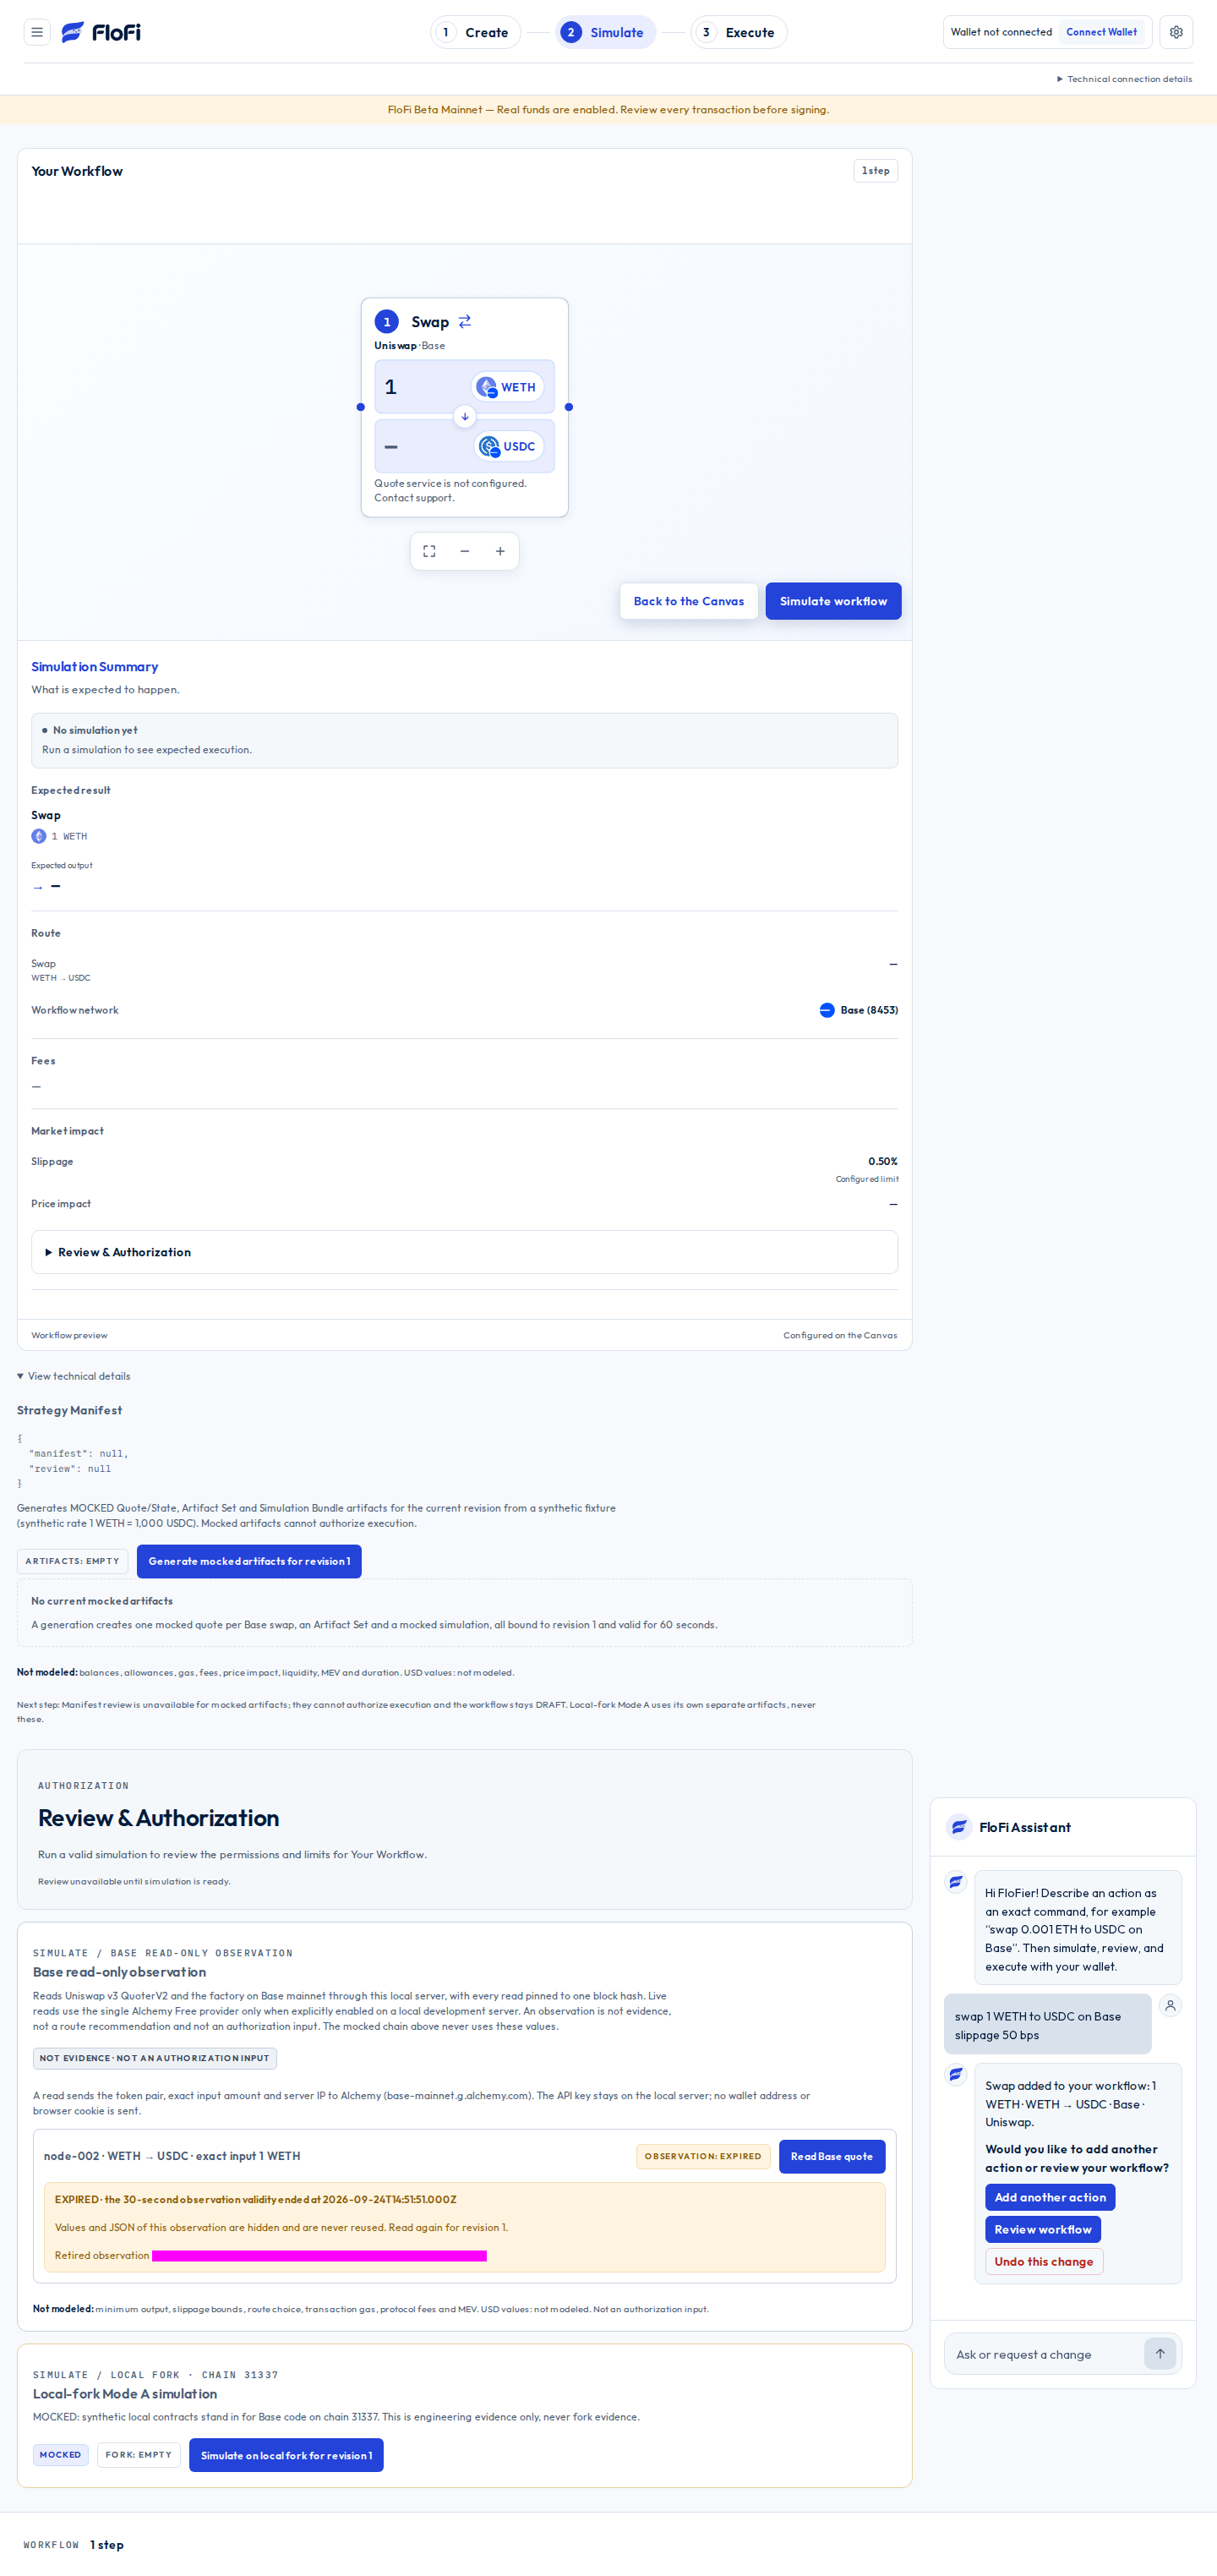 FloFi
1 Create
2 Simulate
3 Execute
Wallet not connected Connect Wallet
▶ Technical connection details
FloFi Beta Mainnet — Real funds are enabled. Review every transaction before signing.
Your Workflow
1 step
1 Swap
Uniswap · Base
1 WETH
— USDC
Quote service is not configured.
Contact support.
Back to the Canvas
Simulate workflow
Simulation Summary
What is expected to happen.
No simulation yet
Run a simulation to see expected execution.
Expected result
Swap
1 WETH
Expected output
→ —
Route
Swap —
WETH → USDC
Workflow network Base (8453)
Fees
—
Market impact
Slippage 0.50%
Configured limit
Price impact —
▶ Review & Authorization
Workflow preview Configured on the Canvas
▼ View technical details
Strategy Manifest
{
"manifest": null,
"review": null
}
Generates MOCKED Quote/State, Artifact Set and Simulation Bundle artifacts for the current revision from a synthetic fixture
(synthetic rate 1 WETH = 1,000 USDC). Mocked artifacts cannot authorize execution.
ARTIFACTS: EMPTY Generate mocked artifacts for revision 1
No current mocked artifacts
A generation creates one mocked quote per Base swap, an Artifact Set and a mocked simulation, all bound to revision 1 and valid for 60 seconds.
Not modeled: balances, allowances, gas, fees, price impact, liquidity, MEV and duration. USD values: not modeled.
Next step: Manifest review is unavailable for mocked artifacts; they cannot authorize execution and the workflow stays DRAFT. Local-fork Mode A uses its own separate artifacts, never
these.
AUTHORIZATION
Review & Authorization
Run a valid simulation to review the permissions and limits for Your Workflow.
Review unavailable until simulation is ready.
SIMULATE / BASE READ-ONLY OBSERVATION
Base read-only observation
Reads Uniswap v3 QuoterV2 and the factory on Base mainnet through this local server, with every read pinned to one block hash. Live
reads use the single Alchemy Free provider only when explicitly enabled on a local development server. An observation is not evidence,
not a route recommendation and not an authorization input. The mocked chain above never uses these values.
NOT EVIDENCE · NOT AN AUTHORIZATION INPUT
A read sends the token pair, exact input amount and server IP to Alchemy (base-mainnet.g.alchemy.com). The API key stays on the local server; no wallet address or
browser cookie is sent.
node-002 · WETH → USDC · exact input 1 WETH
OBSERVATION: EXPIRED
Read Base quote
EXPIRED · the 30-second observation validity ended at 2026-09-24T14:51:51.000Z
Values and JSON of this observation are hidden and are never reused. Read again for revision 1.
Retired observation
Not modeled: minimum output, slippage bounds, route choice, transaction gas, protocol fees and MEV. USD values: not modeled. Not an authorization input.
SIMULATE / LOCAL FORK · CHAIN 31337
Local-fork Mode A simulation
MOCKED: synthetic local contracts stand in for Base code on chain 31337. This is engineering evidence only, never fork evidence.
MOCKED
FORK: EMPTY
Simulate on local fork for revision 1
FloFi Assistant
Hi FloFier! Describe an action as
an exact command, for example
“swap 0.001 ETH to USDC on
Base”. Then simulate, review, and
execute with your wallet.
swap 1 WETH to USDC on Base
slippage 50 bps
Swap added to your workflow: 1
WETH · WETH → USDC · Base ·
Uniswap.
Would you like to add another
action or review your workflow?
Add another action
Review workflow
Undo this change
Ask or request a change
WORKFLOW 1 step